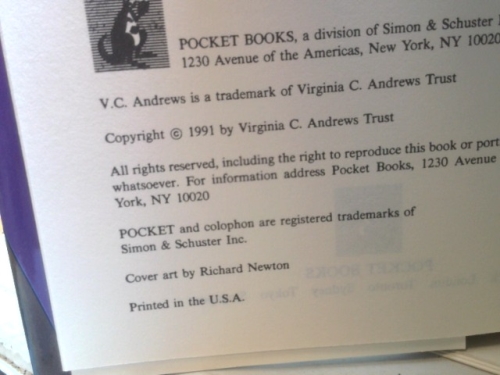 POCKET BOOKS, a division of Simon & Schuster
1230 Avenue of the Americas, New York, NY 10020
V.C. Andrews is a trademark of Virginia C. Andrews Trust
Copyright © 1991 by Virginia C. Andrews Trust
All rights reserved, including the right to reproduce this book or port
whatsoever. For information address Pocket Books, 1230 Avenue
York, NY 10020
POCKET and colophon are registered trademarks of
Simon & Schuster Inc.
Cover art by Richard Newton
Printed in the U.S.A.
POCKET BOOKS